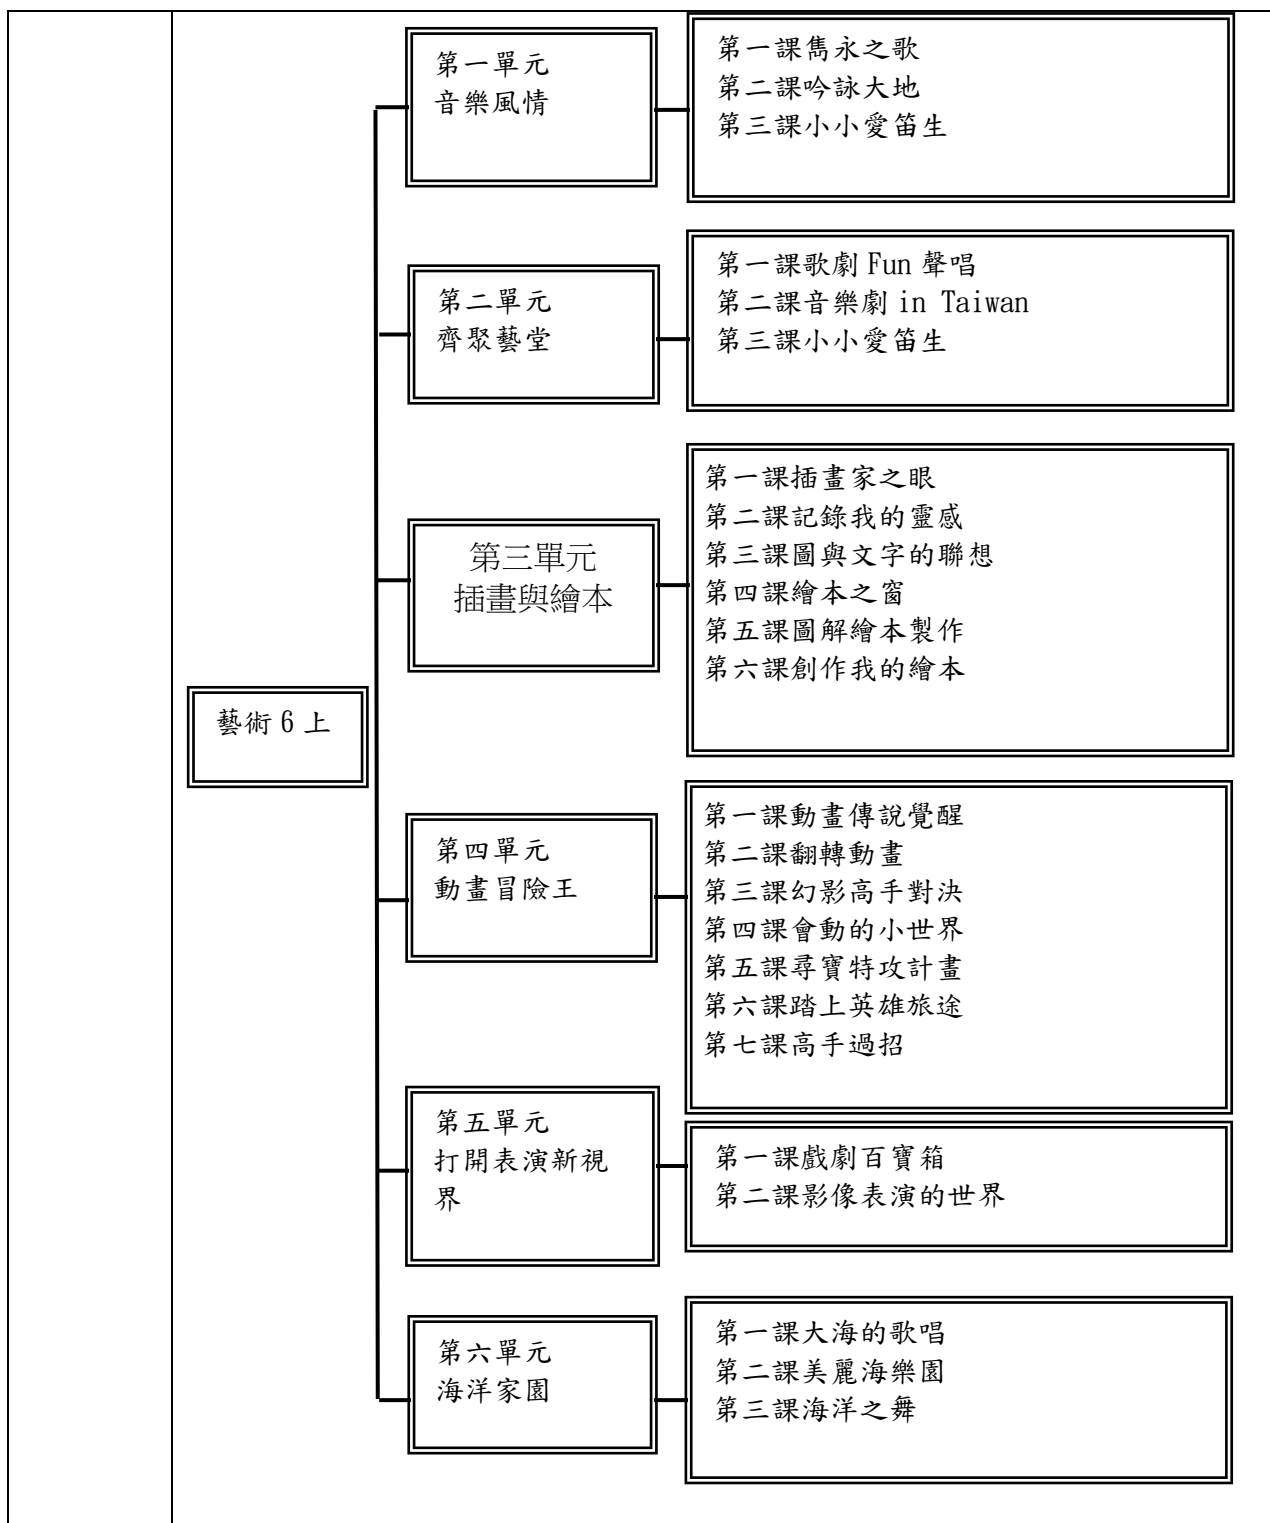 藝術 6 上
第一單元
音樂風情
第一課雋永之歌
第二課吟詠大地
第三課小小愛笛生
第二單元
齊聚藝堂
第一課歌劇 Fun 聲唱
第二課音樂劇 in Taiwan
第三課小小愛笛生
第三單元
插畫與繪本
第一課插畫家之眼
第二課記錄我的靈感
第三課圖與文字的聯想
第四課繪本之窗
第五課圖解繪本製作
第六課創作我的繪本
第四單元
動畫冒險王
第一課動畫傳說覺醒
第二課翻轉動畫
第三課幻影高手對決
第四課會動的小世界
第五課尋寶特攻計畫
第六課踏上英雄旅途
第七課高手過招
第五單元
打開表演新視
界
第一課戲劇百寶箱
第二課影像表演的世界
第六單元
海洋家園
第一課大海的歌唱
第二課美麗海樂園
第三課海洋之舞